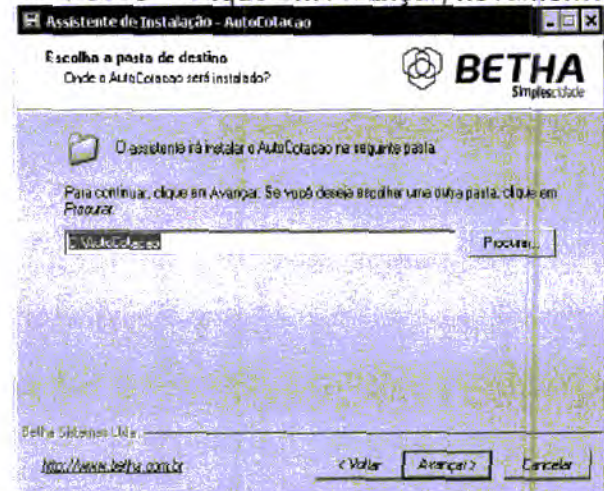 Assistente de Instalação - AutoCotacao
Escolha a pasta de destino
Onde o AutoCotacao será instalado?
BETHA
Simplescidade
O assistente irá instalar o AutoCotacao na seguinte pasta.
Para continuar, clique em Avançar. Se você deseja escolher uma outra pasta, clique em
Procurar.
C:\AutoCotacao
Procurar...
Betha Sistemas Ltda.
http://www.betha.com.br
< Voltar
Avançar >
Cancelar